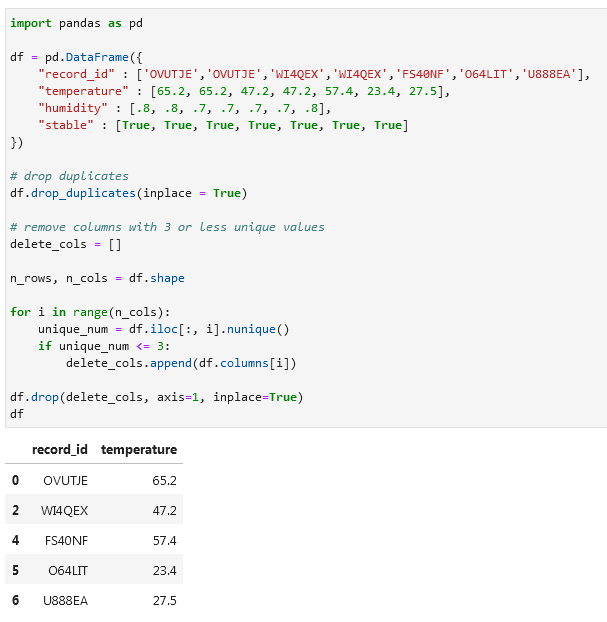 import pandas as pd
df = pd.DataFrame({
"record_id" : ['OVUTJE','OVUTJE','WI4QEX','WI4QEX','FS40NF','O64LIT','U888EA'],
"temperature" : [65.2, 65.2, 47.2, 47.2, 57.4, 23.4, 27.5],
"humidity" : [.8, .8, .7, .7, .7, .7, .8],
"stable" : [True, True, True, True, True, True, True]
})
# drop duplicates
df.drop_duplicates(inplace = True)
# remove columns with 3 or less unique values
delete_cols = []
n_rows, n_cols = df.shape
for i in range(n_cols):
unique_num = df.iloc[:, i].nunique()
if unique_num <= 3:
delete_cols.append(df.columns[i])
df.drop(delete_cols, axis=1, inplace=True)
df
record_id temperature
0 OVUTJE 65.2
2 WI4QEX 47.2
4 FS40NF 57.4
5 O64LIT 23.4
6 U888EA 27.5